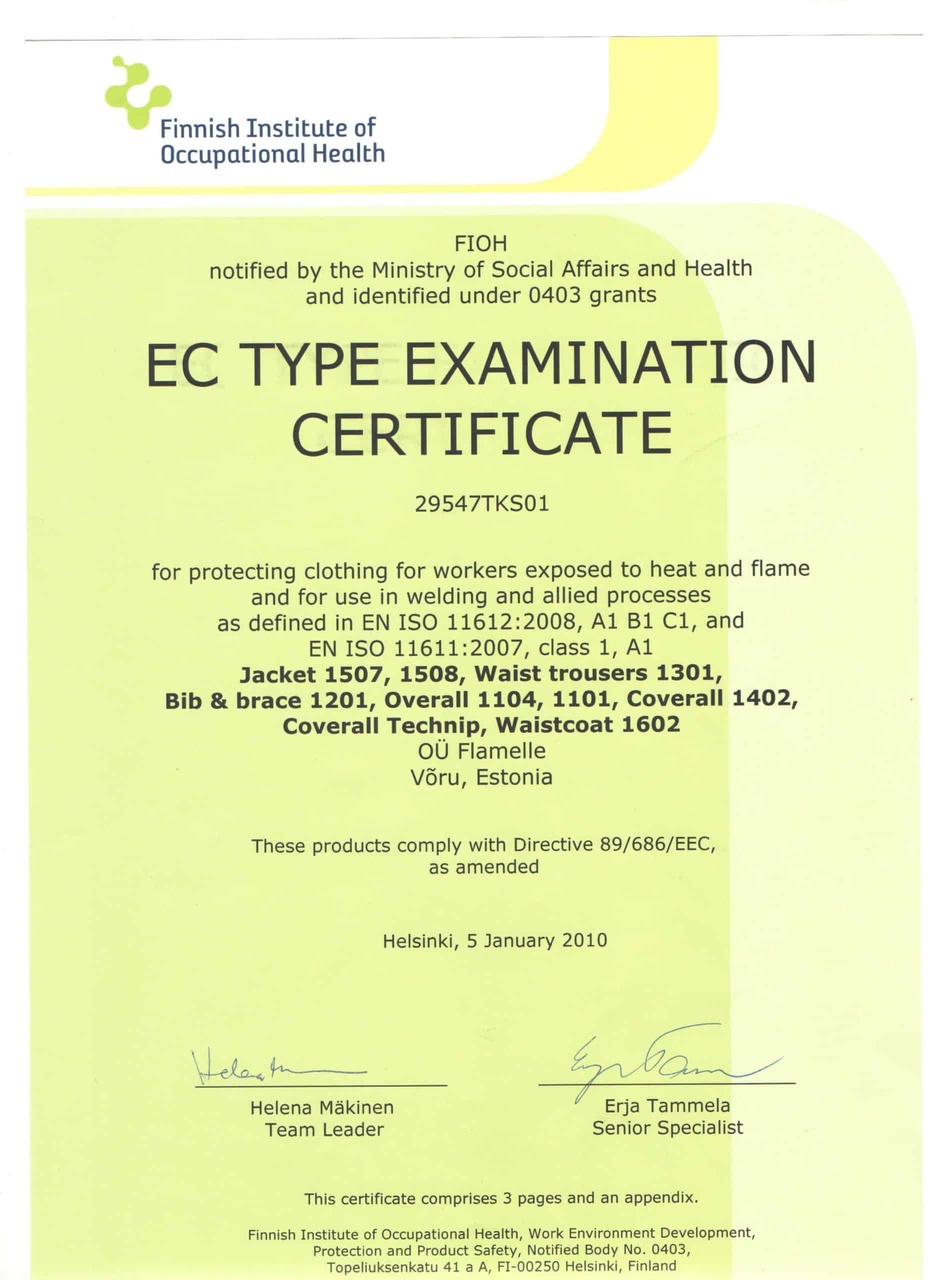 Finnish Institute of
Occupational Health
FIOH
notified by the Ministry of Social Affairs and Health
and identified under 0403 grants
EC TYPE EXAMINATION
CERTIFICATE
29547TKS01
for protecting clothing for workers exposed to heat and flame
and for use in welding and allied processes
as defined in EN ISO 11612:2008, A1 B1 C1, and
EN ISO 11611:2007, class 1, A1
Jacket 1507, 1508, Waist trousers 1301,
Bib & brace 1201, Overall 1104, 1101, Coverall 1402,
Coverall Technip, Waistcoat 1602
OÜ Flamelle
Võru, Estonia
These products comply with Directive 89/686/EEC,
as amended
Helsinki, 5 January 2010
Helena Mäkinen
Team Leader
Erja Tammela
Senior Specialist
This certificate comprises 3 pages and an appendix.
Finnish Institute of Occupational Health, Work Environment Development,
Protection and Product Safety, Notified Body No. 0403,
Topeliuksenkatu 41 a A, FI-00250 Helsinki, Finland